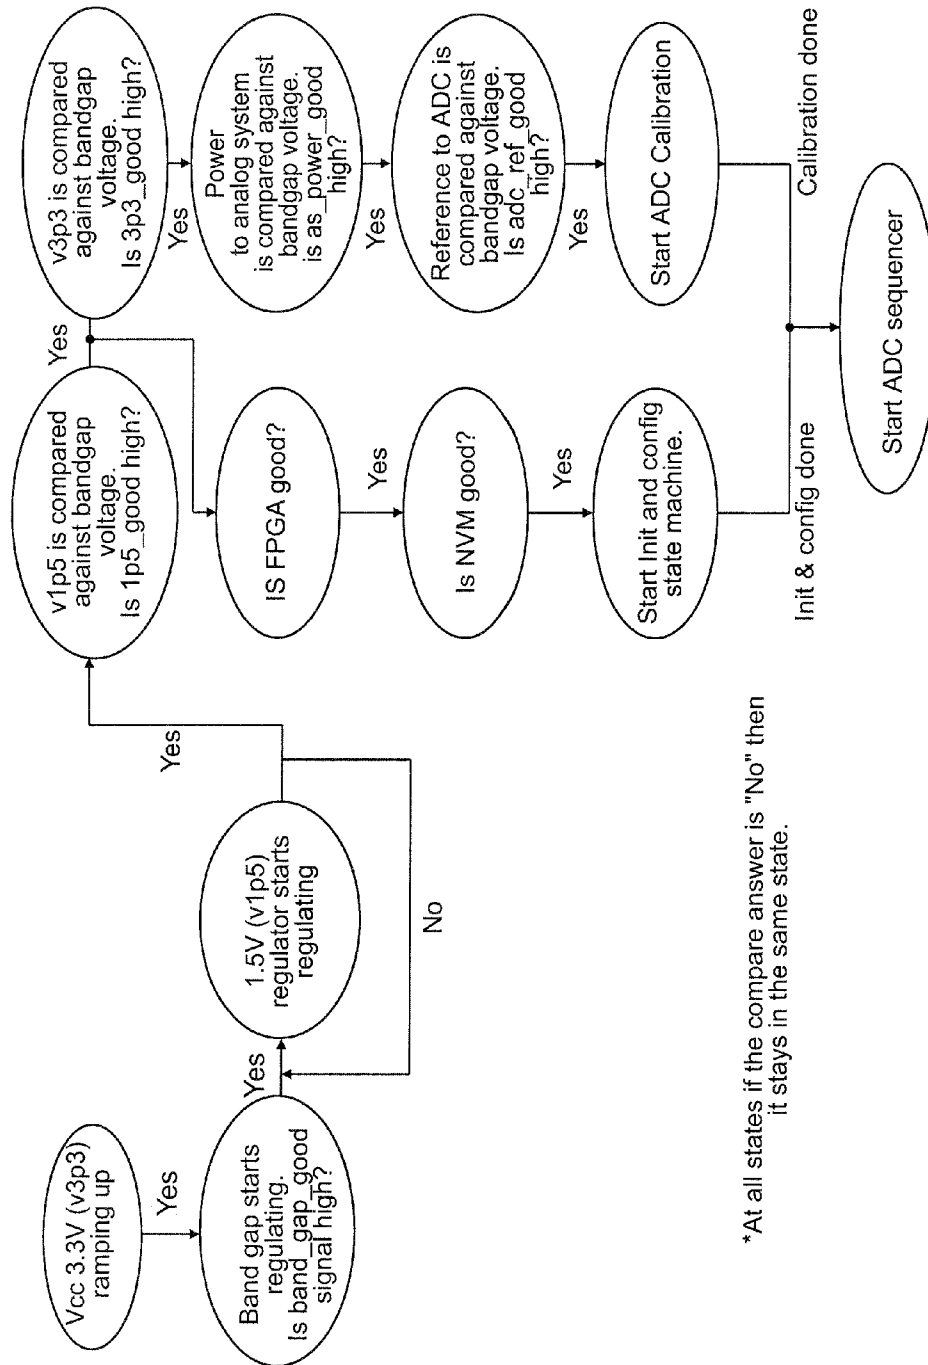 Vcc 3.3V (v3p3)
ramping up
Yes
Band gap starts
regulating.
Is band_gap_good
signal high?
Yes
1.5V (v1p5)
regulator starts
regulating
No
Yes
v1p5 is compared
against bandgap
voltage.
Is 1p5_good high?
Yes
v3p3 is compared
against bandgap
voltage.
Is 3p3_good high?
Yes
Power
to analog system
is compared against
bandgap voltage.
is as_power_good
high?
Yes
Reference to ADC is
compared against
bandgap voltage.
Is adc_ref_good
high?
Yes
Start ADC Calibration
Calibration done
IS FPGA good?
Yes
Is NVM good?
Yes
Start Init and config
state machine.
Init & config done
Start ADC sequencer
*At all states if the compare answer is "No" then
it stays in the same state.